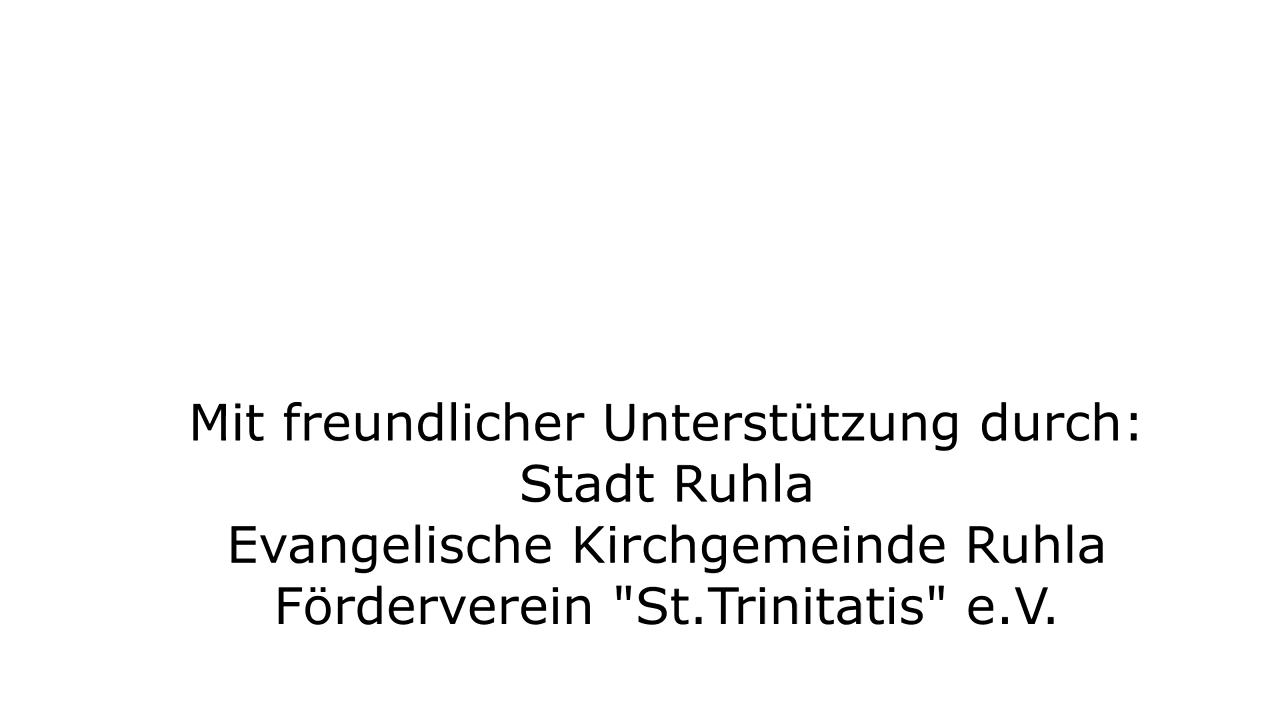 Mit freundlicher Unterstützung durch:
Stadt Ruhla
Evangelische Kirchgemeinde Ruhla
Förderverein "St.Trinitatis" e.V.